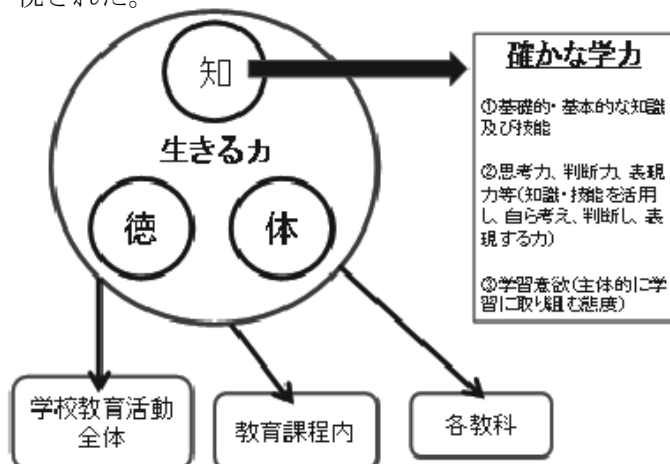 視された。
知
生きる力
徳
体
確かな学力
①基礎的・基本的な知識
及び技能
②思考力、判断力、表現
力等(知識・技能を活用
し、自ら考え、判断し、表
現する力)
③学習意欲(主体的に学
習に取り組む態度)
学校教育活動
全体
教育課程内
各教科